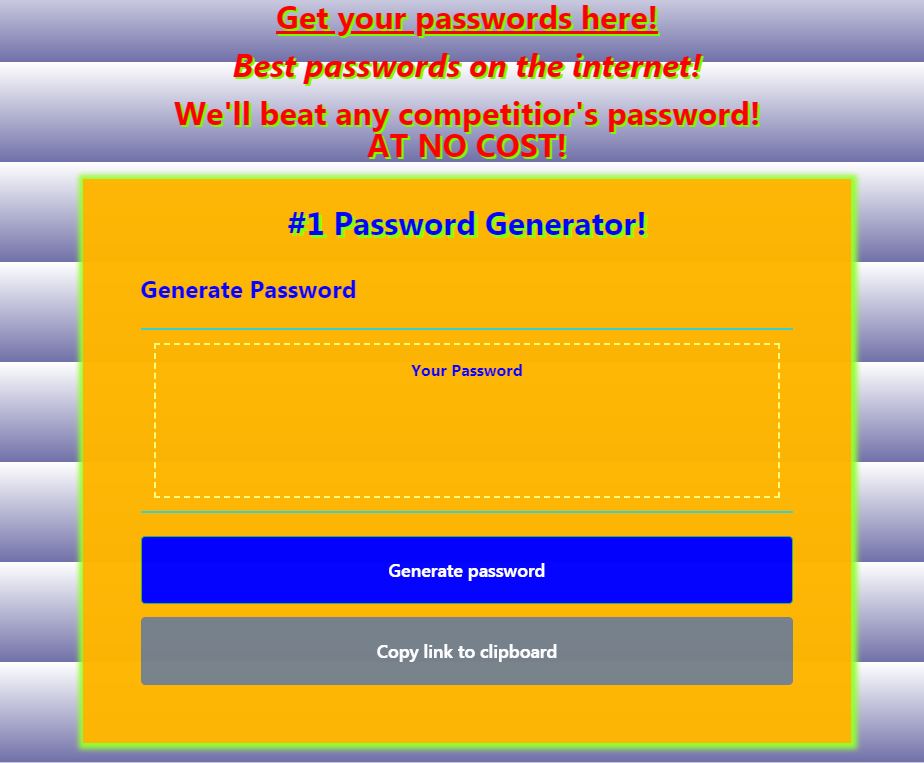 Get your passwords here!
Best passwords on the internet!
We'll beat any competitior's password!
AT NO COST!
#1 Password Generator!
Generate Password
Your Password
Generate password
Copy link to clipboard